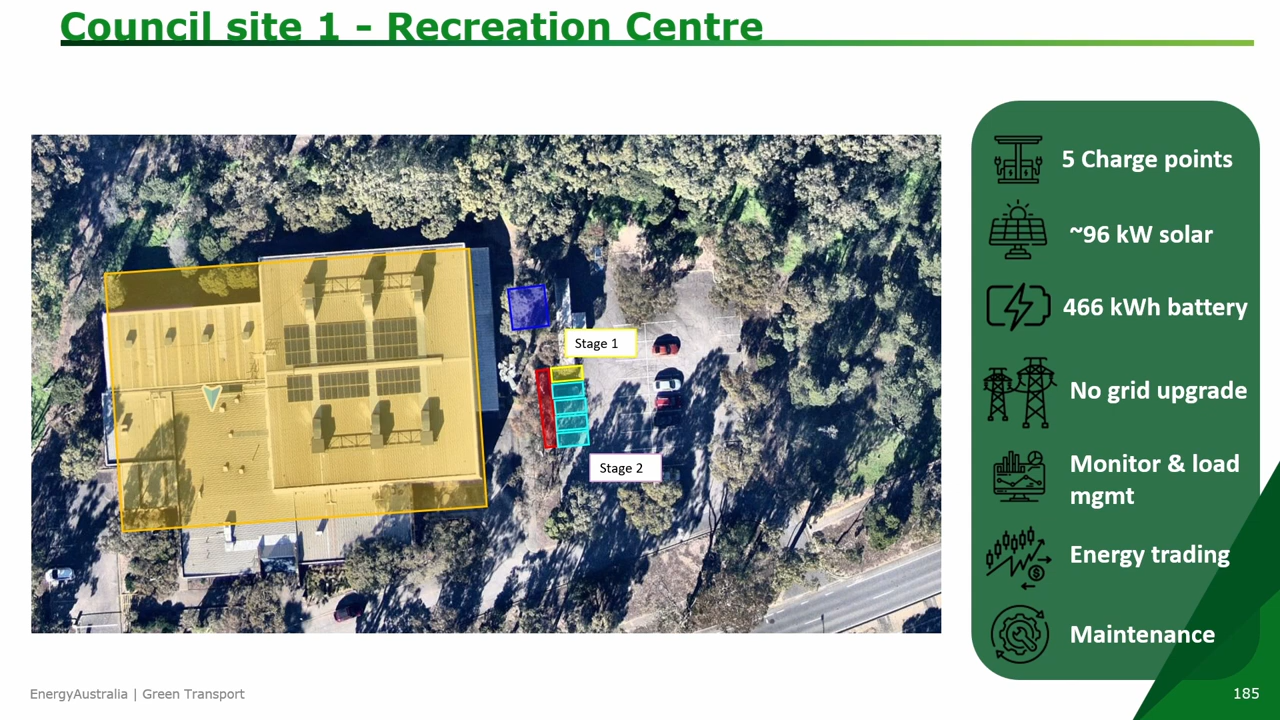 Council site 1 - Recreation Centre
Stage 1
Stage 2
5 Charge points
~96 kW solar
466 kWh battery
No grid upgrade
Monitor & load
mgmt
Energy trading
Maintenance
EnergyAustralia | Green Transport
185